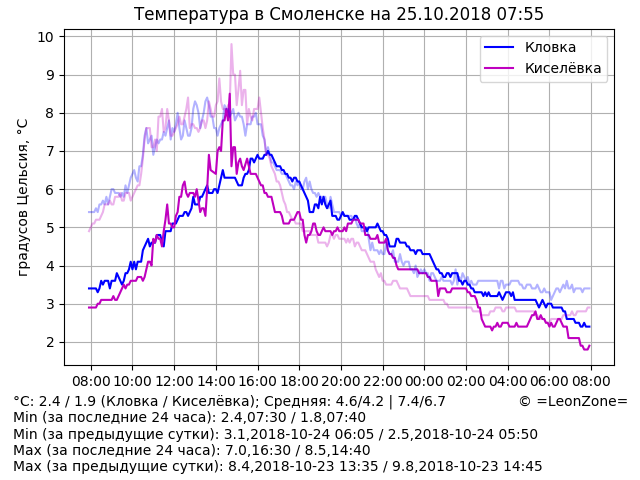 Температура в Смоленске на 25.10.2018 07:55
градусов Цельсия, °C
10
9
8
7
6
5
4
3
2
Кловка
Киселёвка
08:00 10:00 12:00 14:00 16:00 18:00 20:00 22:00 00:00 02:00 04:00 06:00 08:00
°C: 2.4 / 1.9 (Кловка / Киселёвка); Средняя: 4.6/4.2 | 7.4/6.7 © =LeonZone=
Min (за последние 24 часа): 2.4,07:30 / 1.8,07:40
Min (за предыдущие сутки): 3.1,2018-10-24 06:05 / 2.5,2018-10-24 05:50
Max (за последние 24 часа): 7.0,16:30 / 8.5,14:40
Max (за предыдущие сутки): 8.4,2018-10-23 13:35 / 9.8,2018-10-23 14:45